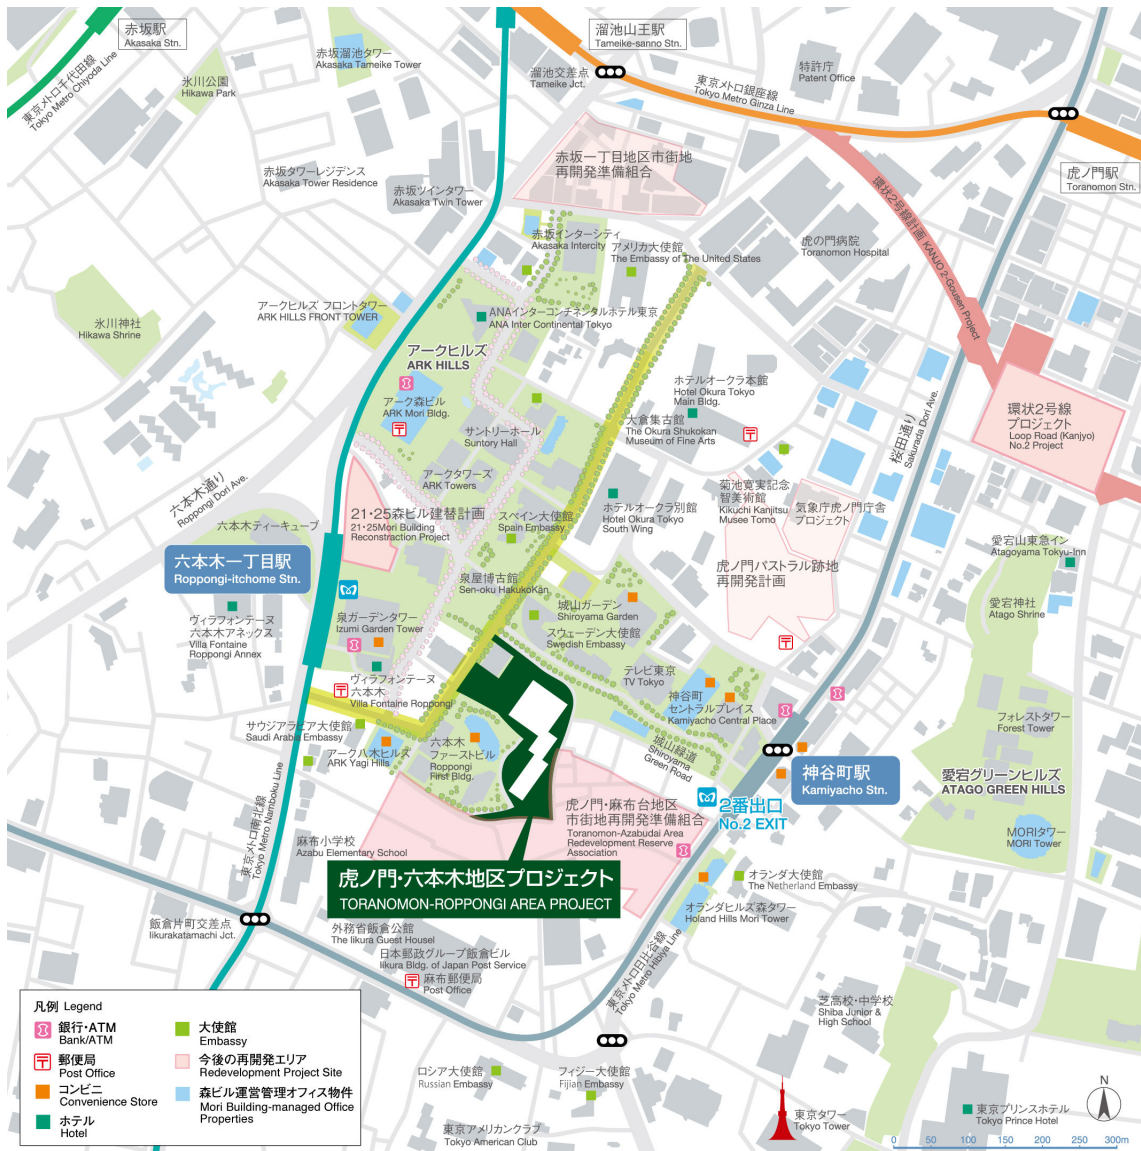 赤坂駅
Akasaka Stn.
東京メトロ千代田線
Tokyo Metro Chiyoda Line
氷川公園
Hikawa Park
赤坂溜池タワー
Akasaka Tameike Tower
溜池山王駅
Tameike-sanno Stn.
溜池交差点
Tameike Jct.
東京メトロ銀座線
Tokyo Metro Ginza Line
特許庁
Patent Office
虎ノ門駅
Toranomon Stn.
赤坂一丁目地区市街地
再開発準備組合
赤坂タワーレジデンス
Akasaka Tower Residence
赤坂ツインタワー
Akasaka Twin Tower
環状2号線計画 KANJO 2-Gousen Project
赤坂インターシティ
Akasaka Intercity
アメリカ大使館
The Embassy of The United States
虎の門病院
Toranomon Hospital
氷川神社
Hikawa Shrine
アークヒルズ フロントタワー
ARK HILLS FRONT TOWER
ANAインターコンチネンタルホテル東京
ANA Inter Continental Tokyo
アークヒルズ
ARK HILLS
アーク森ビル
ARK Mori Bldg.
サントリーホール
Suntory Hall
アークタワーズ
ARK Towers
ホテルオークラ本館
Hotel Okura Tokyo
Main Bldg.
大倉集古館
The Okura Shukokan
Museum of Fine Arts
桜田通り
Sakurada Dori Ave.
環状2号線
プロジェクト
Loop Road (Kanjyo)
No.2 Project
六本木通り
Roppongi Dori Ave.
六本木ティーキューブ
21・25森ビル建替計画
21・25Mori Building
Reconstruction Project
スペイン大使館
Spain Embassy
ホテルオークラ別館
Hotel Okura Tokyo
South Wing
菊池寛実記念
智美術館
Kikuchi Kanjitsu
Musee Tomo
気象庁虎ノ門庁舎
プロジェクト
愛宕山東急イン
Atagoyama Tokyu-Inn
六本木一丁目駅
Roppongi-itchome Stn.
泉屋博古館
Sen-oku HakukoKan
虎ノ門パストラル跡地
再開発計画
愛宕神社
Atago Shrine
ヴィラフォンテーヌ
六本木アネックス
Villa Fontaine
Roppongi Annex
泉ガーデンタワー
Izumi Garden Tower
城山ガーデン
Shiroyama Garden
スウェーデン大使館
Swedish Embassy
テレビ東京
TV Tokyo
神谷町
セントラルプレイス
Kamiyacho Central Place
ヴィラフォンテーヌ
六本木
Villa Fontaine Roppongi
サウジアラビア大使館
Saudi Arabia Embassy
アーク八木ヒルズ
ARK Yagi Hills
六本木
ファーストビル
Roppongi
First Bldg.
城山緑道
Shiroyama
Green Road
フォレストタワー
Forest Tower
神谷町駅
Kamiyacho Stn.
愛宕グリーンヒルズ
ATAGO GREEN HILLS
2番出口
No.2 EXIT
MORIタワー
MORI Tower
虎ノ門・麻布台地区
市街地再開発準備組合
Toranomon-Azabudai Area
Redevelopment Reserve
Association
東京メトロ南北線
Tokyo Metro Namboku Line
麻布小学校
Azabu Elementary School
虎ノ門・六本木地区プロジェクト
TORANOMON-ROPPONGI AREA PROJECT
オランダ大使館
The Netherland Embassy
オランダヒルズ森タワー
Holand Hills Mori Tower
飯倉片町交差点
Iikurakatamachi Jct.
外務省飯倉公館
The Iikura Guest Housel
日本郵政グループ飯倉ビル
Iikura Bldg. of Japan Post Service
麻布郵便局
Post Office
東京メトロ日比谷線
Tokyo Metro Hibiya Line
芝高校・中学校
Shiba Junior &
High School
ロシア大使館
Russian Embassy
フィジー大使館
Fijian Embassy
東京アメリカンクラブ
Tokyo American Club
東京タワー
Tokyo Tower
東京プリンスホテル
Tokyo Prince Hotel
N
0 50 100 150 200 250 300m
凡例 Legend
銀行・ATM
Bank/ATM
郵便局
Post Office
コンビニ
Convenience Store
ホテル
Hotel
大使館
Embassy
今後の再開発エリア
Redevelopment Project Site
森ビル運営管理オフィス物件
Mori Building-managed Office
Properties